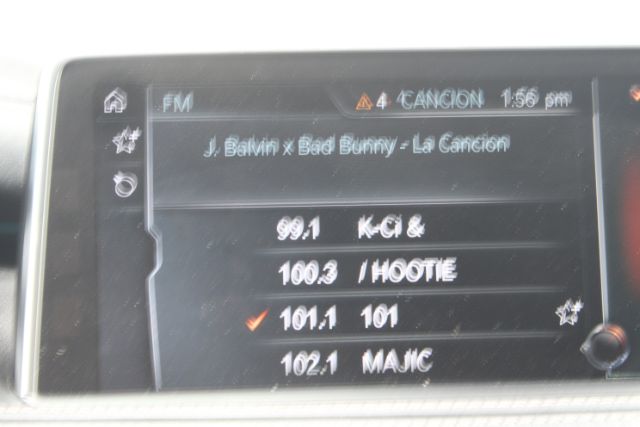 FM 4 CANCION 1:56 pm
J. Balvin x Bad Bunny - La Cancion
99.1 K-Ci &
100.3 / HOOTIE
101.1 101
102.1 MAJIC